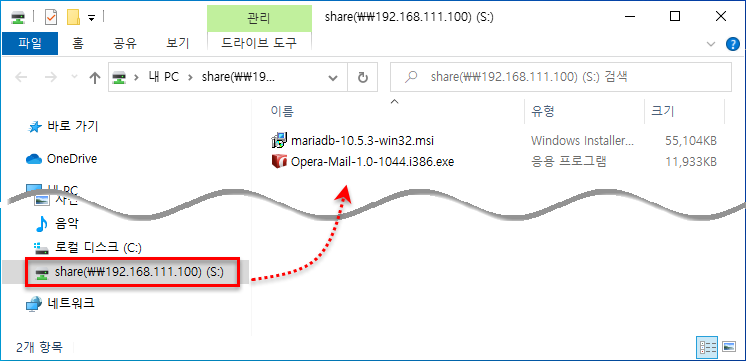 관리
share(₩₩192.168.111.100) (S:)
파일
홈
공유
보기
드라이브 도구
내 PC
share(₩₩19...
share(₩₩192.168.111.100) (S:) 검색
이름
유형
크기
바로 가기
mariadb-10.5.3-win32.msi
Windows Installer...
55,104KB
OneDrive
Opera-Mail-1.0-1044.i386.exe
응용 프로그램
11,933KB
내 PC
사진
음악
로컬 디스크 (C:)
share(₩₩192.168.111.100) (S:)
네트워크
2개 항목